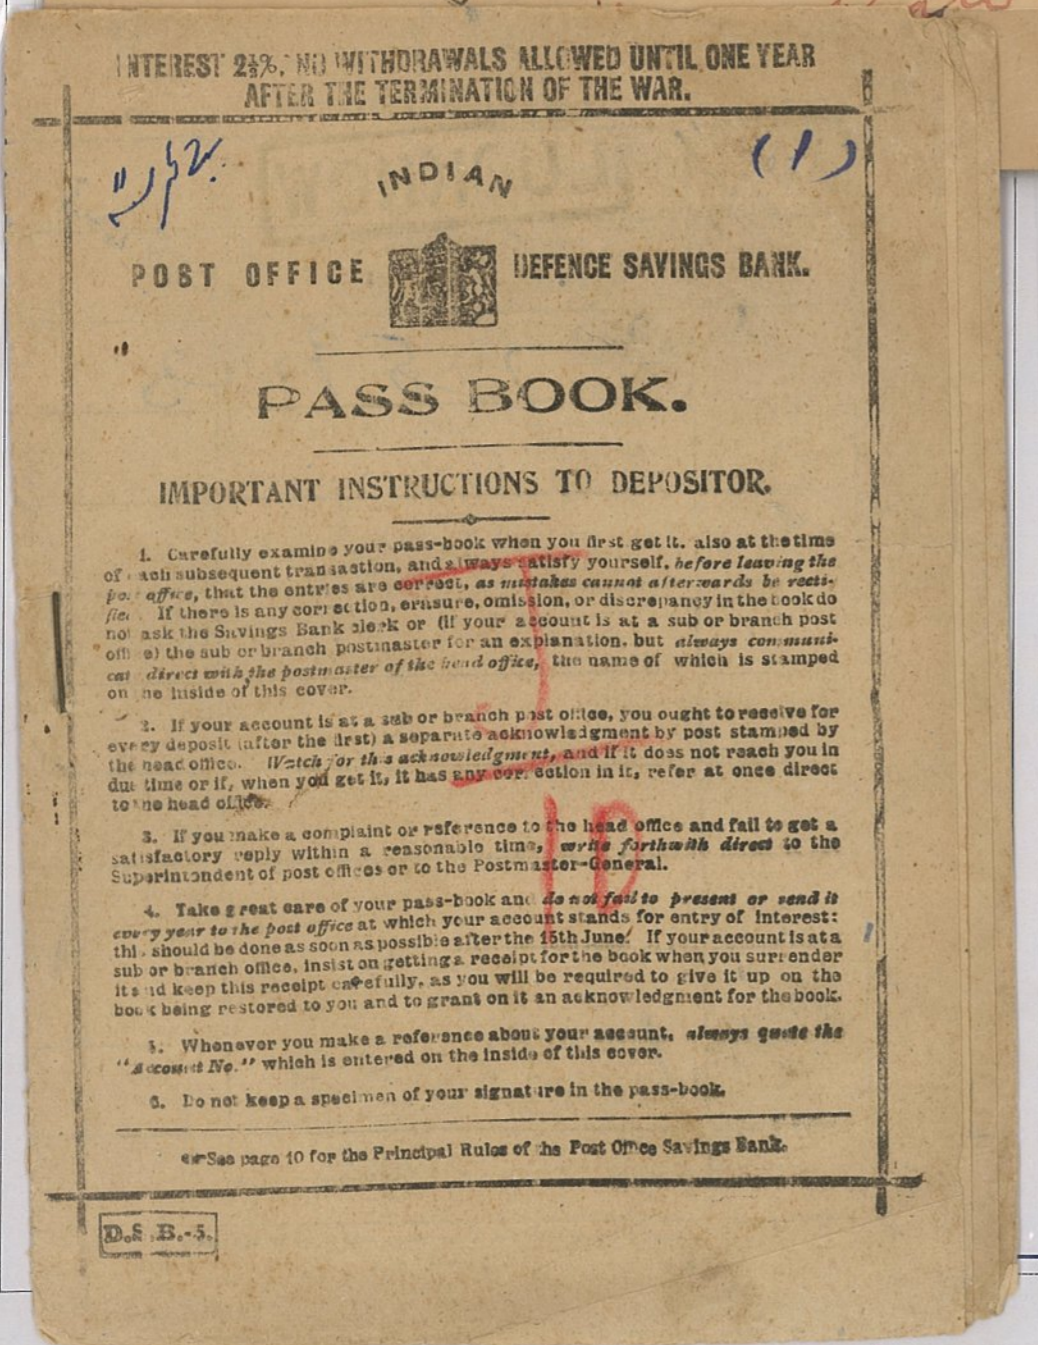 INTEREST 2½%. NO WITHDRAWALS ALLOWED UNTIL ONE YEAR
AFTER THE TERMINATION OF THE WAR.
(1)
INDIAN
POST OFFICE DEFENCE SAVINGS BANK.
PASS BOOK.
IMPORTANT INSTRUCTIONS TO DEPOSITOR.
1. Carefully examine your pass-book when you first get it, also at the time
of each subsequent transaction, and always satisfy yourself, before leaving the
post office, that the entries are correct, as mistakes cannot afterwards be recti-
fied. If there is any correction, erasure, omission, or discrepancy in the book do
not ask the Savings Bank clerk or (if your account is at a sub or branch post
office) the sub or branch postmaster for an explanation, but always communi-
cate direct with the postmaster of the head office, the name of which is stamped
on the inside of this cover.
2. If your account is at a sub or branch post office, you ought to receive for
every deposit (after the first) a separate acknowledgment by post stamped by
the head office. Watch for this acknowledgment, and if it does not reach you in
due time or if, when you get it, it has any correction in it, refer at once direct
to the head office.
3. If you make a complaint or reference to the head office and fail to get a
satisfactory reply within a reasonable time, write forthwith direct to the
Superintendent of post offices or to the Postmaster-General.
4. Take great care of your pass-book and do not fail to present or send it
every year to the post office at which your account stands for entry of interest:
this should be done as soon as possible after the 15th June. If your account is at a
sub or branch office, insist on getting a receipt for the book when you surrender
it and keep this receipt carefully, as you will be required to give it up on the
book being restored to you and to grant on it an acknowledgment for the book.
5. Whenever you make a reference about your account, always quote the
"Account No." which is entered on the inside of this cover.
6. Do not keep a specimen of your signature in the pass-book.
☞See page 10 for the Principal Rules of the Post Office Savings Bank.
D.S.B.-5.